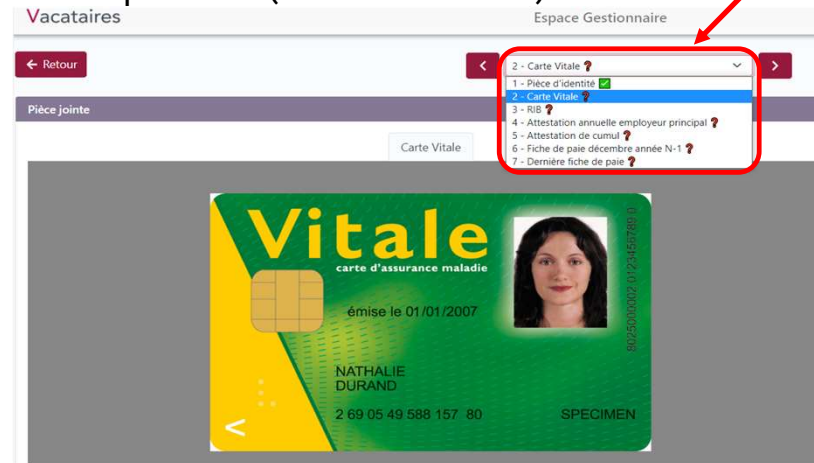 Vacataires
Espace Gestionnaire
← Retour
<
2 - Carte Vitale ❓
>
1 - Pièce d'identité ✅
2 - Carte Vitale ❓
3 - RIB ❓
4 - Attestation annuelle employeur principal ❓
5 - Attestation de cumul ❓
6 - Fiche de paie décembre année N-1 ❓
7 - Dernière fiche de paie ❓
Pièce jointe
Carte Vitale
Vitale
carte d'assurance maladie
émise le 01/01/2007
NATHALIE
DURAND
2 69 05 49 588 157 80
SPECIMEN
<